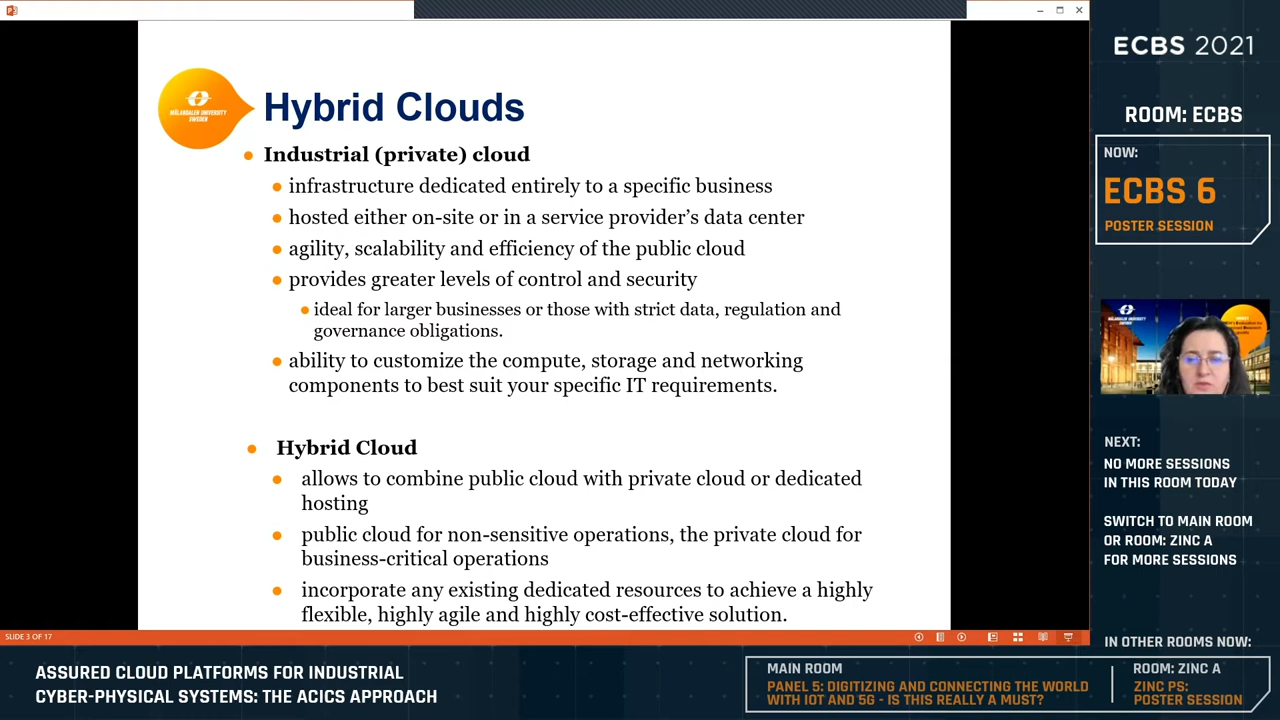 Hybrid Clouds
MÄLARDALEN UNIVERSITY
SWEDEN
Industrial (private) cloud
infrastructure dedicated entirely to a specific business
hosted either on-site or in a service provider's data center
agility, scalability and efficiency of the public cloud
provides greater levels of control and security
ideal for larger businesses or those with strict data, regulation and
governance obligations.
ability to customize the compute, storage and networking
components to best suit your specific IT requirements.
Hybrid Cloud
allows to combine public cloud with private cloud or dedicated
hosting
public cloud for non-sensitive operations, the private cloud for
business-critical operations
incorporate any existing dedicated resources to achieve a highly
flexible, highly agile and highly cost-effective solution.
SLIDE 3 OF 17
ECBS 2021
ROOM: ECBS
NOW:
ECBS 6
POSTER SESSION
MÄLARDALEN UNIVERSITY
SWEDEN
NEXT:
NO MORE SESSIONS
IN THIS ROOM TODAY
SWITCH TO MAIN ROOM
OR ROOM: ZINC A
FOR MORE SESSIONS
IN OTHER ROOMS NOW:
ASSURED CLOUD PLATFORMS FOR INDUSTRIAL
CYBER-PHYSICAL SYSTEMS: THE ACICS APPROACH
MAIN ROOM
PANEL 5: DIGITIZING AND CONNECTING THE WORLD
WITH IOT AND 5G - IS THIS REALLY A MUST?
ROOM: ZINC A
ZINC PS:
POSTER SESSION